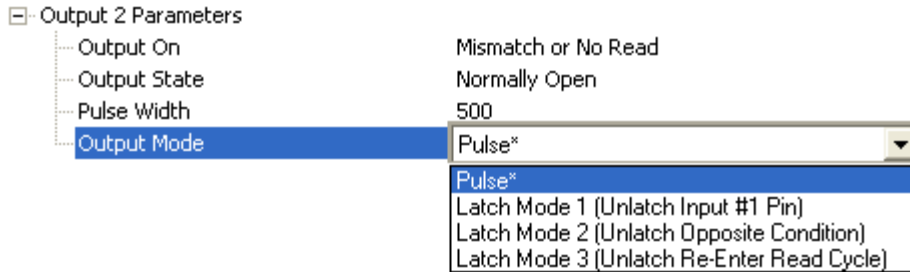 Output 2 Parameters
Output On Mismatch or No Read
Output State Normally Open
Pulse Width 500
Output Mode Pulse*
Pulse*
Latch Mode 1 (Unlatch Input #1 Pin)
Latch Mode 2 (Unlatch Opposite Condition)
Latch Mode 3 (Unlatch Re-Enter Read Cycle)